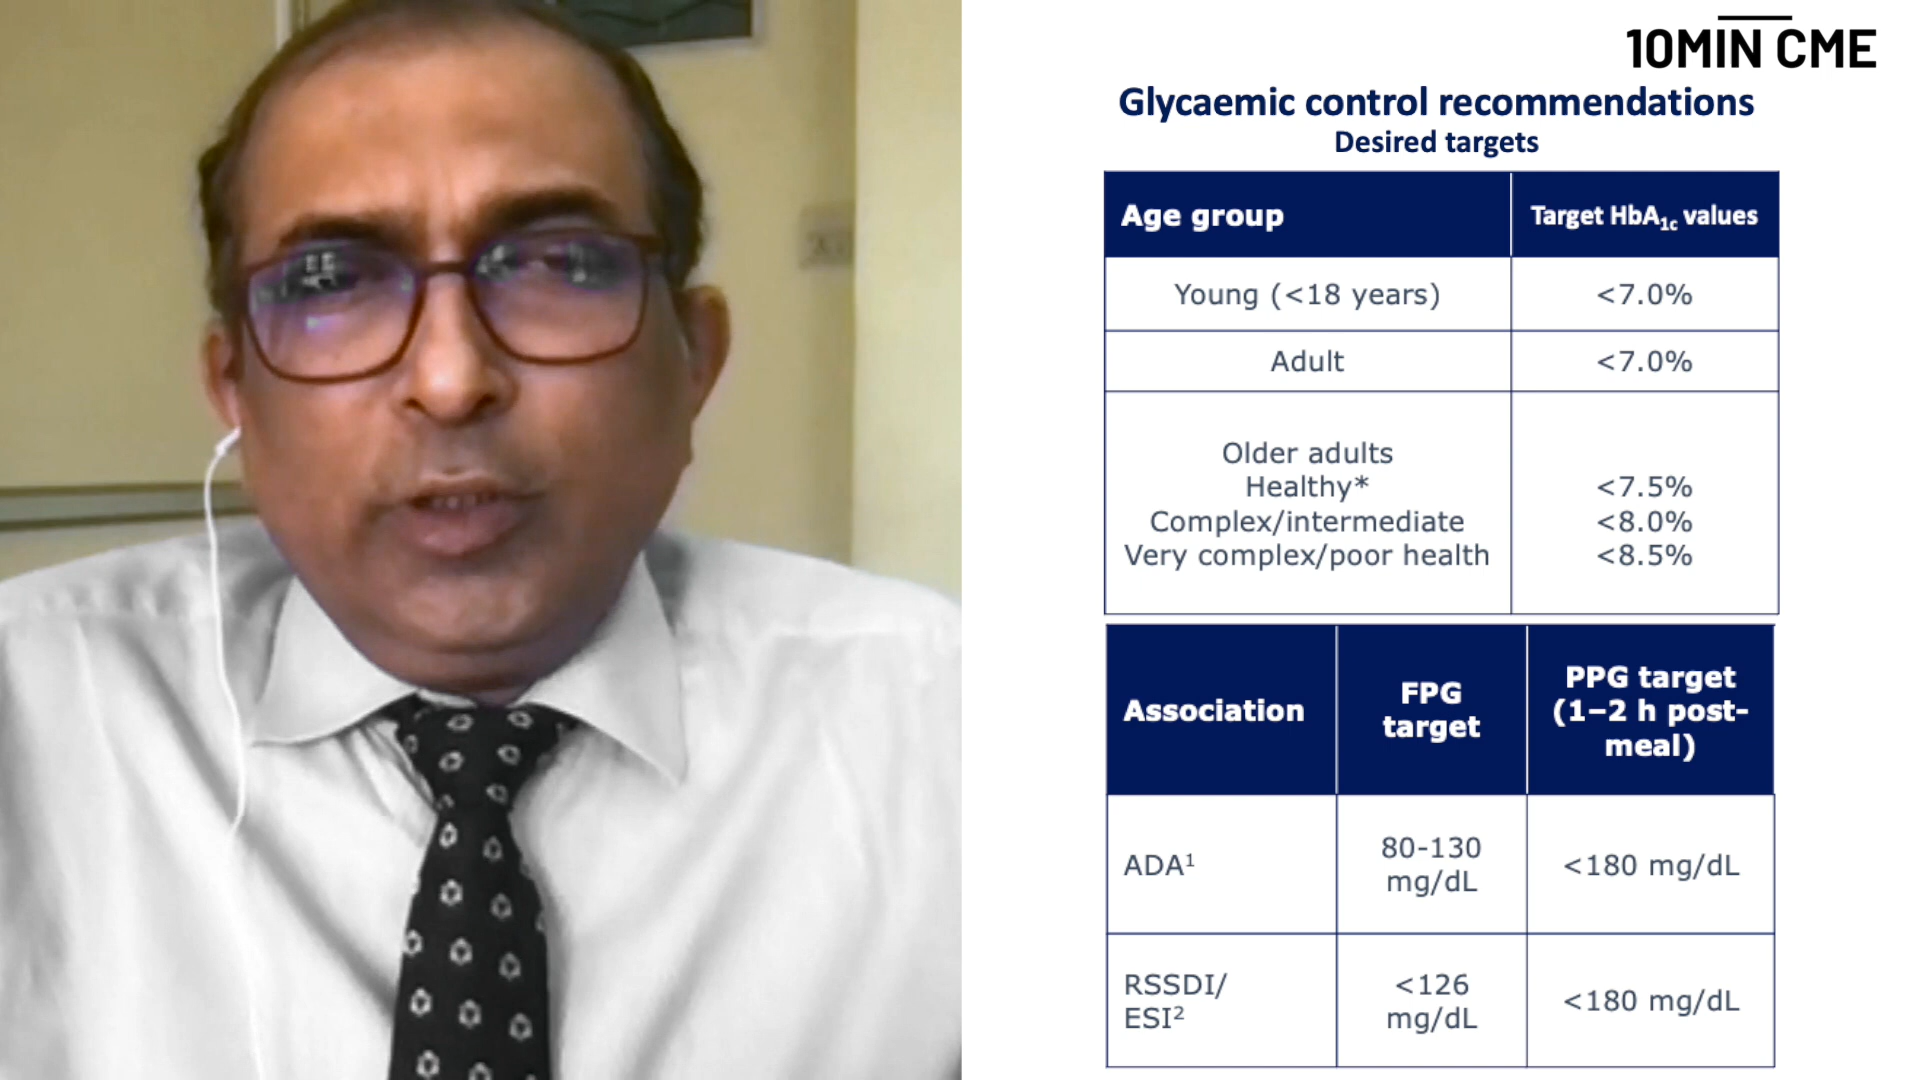 10MIN CME
Glycaemic control recommendations
Desired targets
Age group
Target HbA1c values
Young (<18 years)
<7.0%
Adult
<7.0%
Older adults
Healthy*
<7.5%
Complex/intermediate
<8.0%
Very complex/poor health
<8.5%
Association
FPG
target
PPG target
(1–2 h post-
meal)
ADA¹
80-130
mg/dL
<180 mg/dL
RSSDI/
ESI²
<126
mg/dL
<180 mg/dL